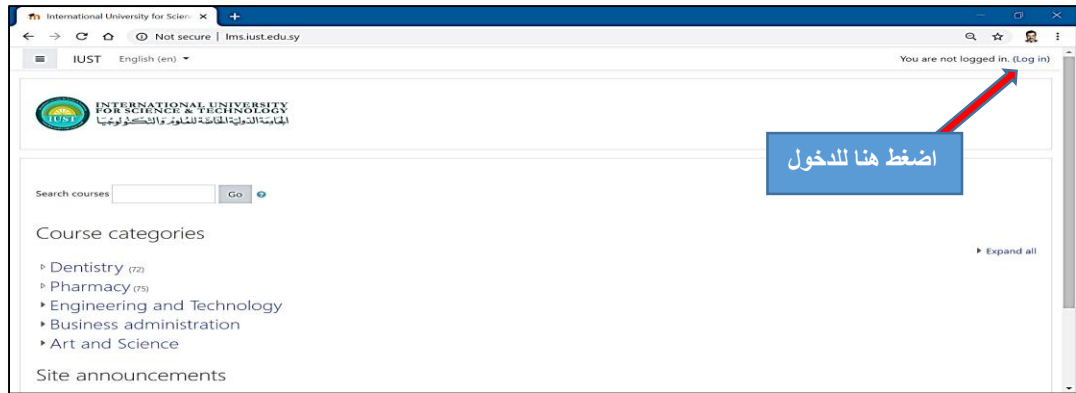 International University for Scien
Not secure | lms.iust.edu.sy
IUST English (en)
You are not logged in. (Log in)
IUST
INTERNATIONAL UNIVERSITY
FOR SCIENCE & TECHNOLOGY
الجامعة الدولية الخاصة للعلوم والتكنولوجيا
اضغط هنا للدخول
Search courses
Go
Course categories
Expand all
Dentistry (72)
Pharmacy (75)
Engineering and Technology
Business administration
Art and Science
Site announcements